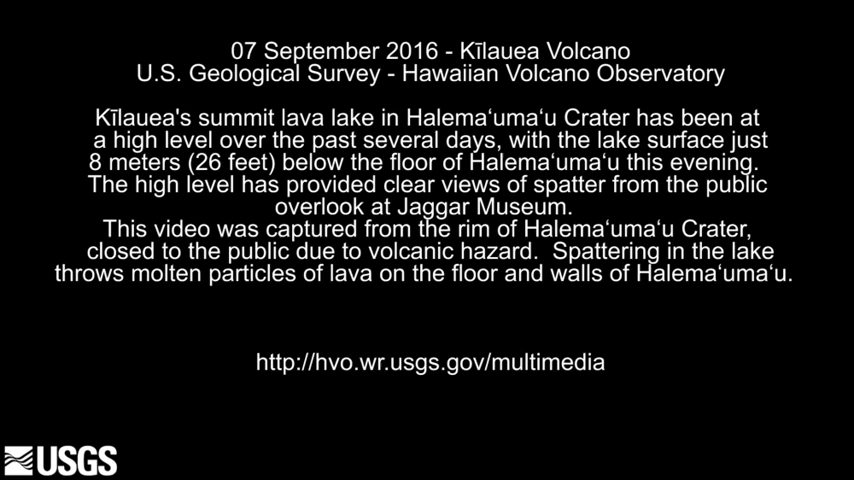 07 September 2016 - Kīlauea Volcano
U.S. Geological Survey - Hawaiian Volcano Observatory
Kīlauea's summit lava lake in Halemaʻumaʻu Crater has been at
a high level over the past several days, with the lake surface just
8 meters (26 feet) below the floor of Halemaʻumaʻu this evening.
The high level has provided clear views of spatter from the public
overlook at Jaggar Museum.
This video was captured from the rim of Halemaʻumaʻu Crater,
closed to the public due to volcanic hazard.  Spattering in the lake
throws molten particles of lava on the floor and walls of Halemaʻumaʻu.
http://hvo.wr.usgs.gov/multimedia
USGS